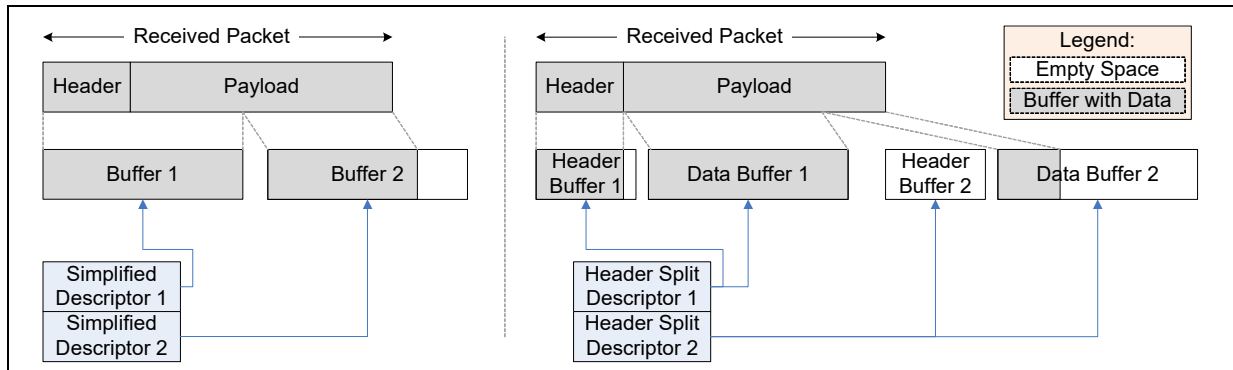 Received Packet
Header
Payload
Buffer 1
Buffer 2
Simplified
Descriptor 1
Simplified
Descriptor 2
Received Packet
Header
Payload
Header
Buffer 1
Data Buffer 1
Header
Buffer 2
Data Buffer 2
Header Split
Descriptor 1
Header Split
Descriptor 2
Legend:
Empty Space
Buffer with Data